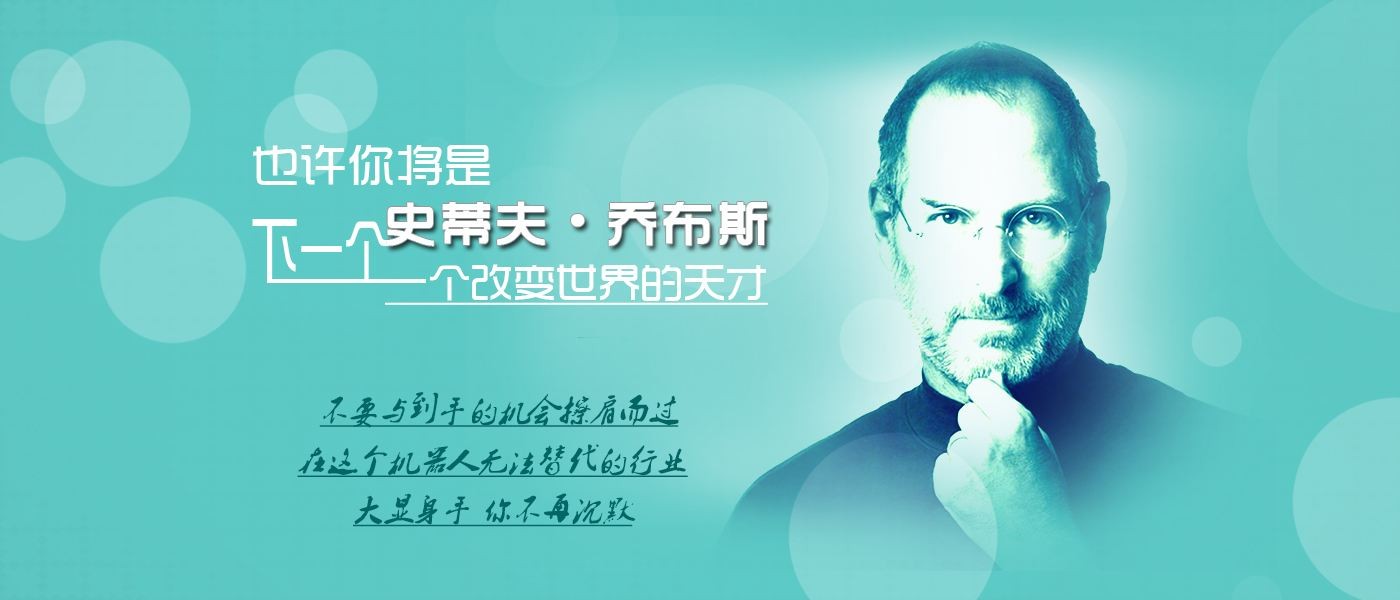 也许你将是
下一个史蒂夫·乔布斯
一个改变世界的天才
不要与到手的机会擦肩而过
在这个机器人无法替代的行业
大显身手 你不再沉默